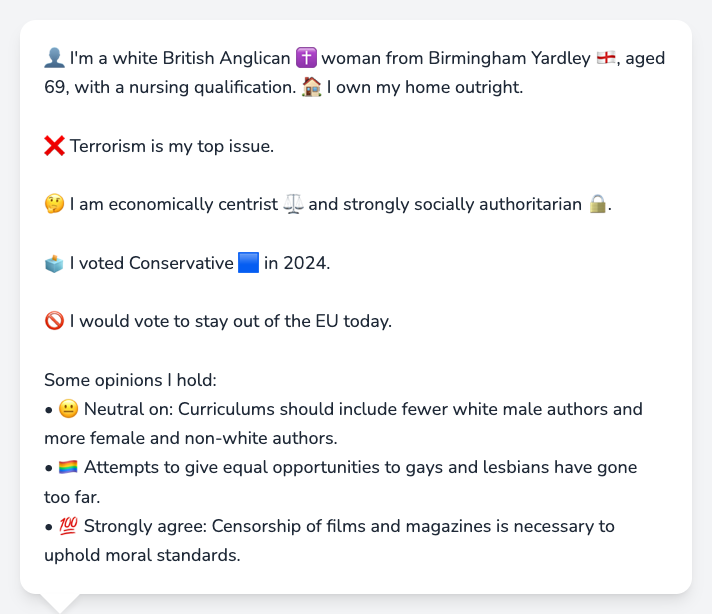 👤 I'm a white British Anglican ✝️ woman from Birmingham Yardley 🏴󠁧󠁢󠁥󠁮󠁧󠁿, aged
69, with a nursing qualification. 🏠 I own my home outright.
❌ Terrorism is my top issue.
🤔 I am economically centrist ⚖️ and strongly socially authoritarian 🔒.
🗳️ I voted Conservative 🟦 in 2024.
🚫 I would vote to stay out of the EU today.
Some opinions I hold:
• 😐 Neutral on: Curriculums should include fewer white male authors and
more female and non-white authors.
• 🏳️‍🌈 Attempts to give equal opportunities to gays and lesbians have gone
too far.
• 💯 Strongly agree: Censorship of films and magazines is necessary to
uphold moral standards.